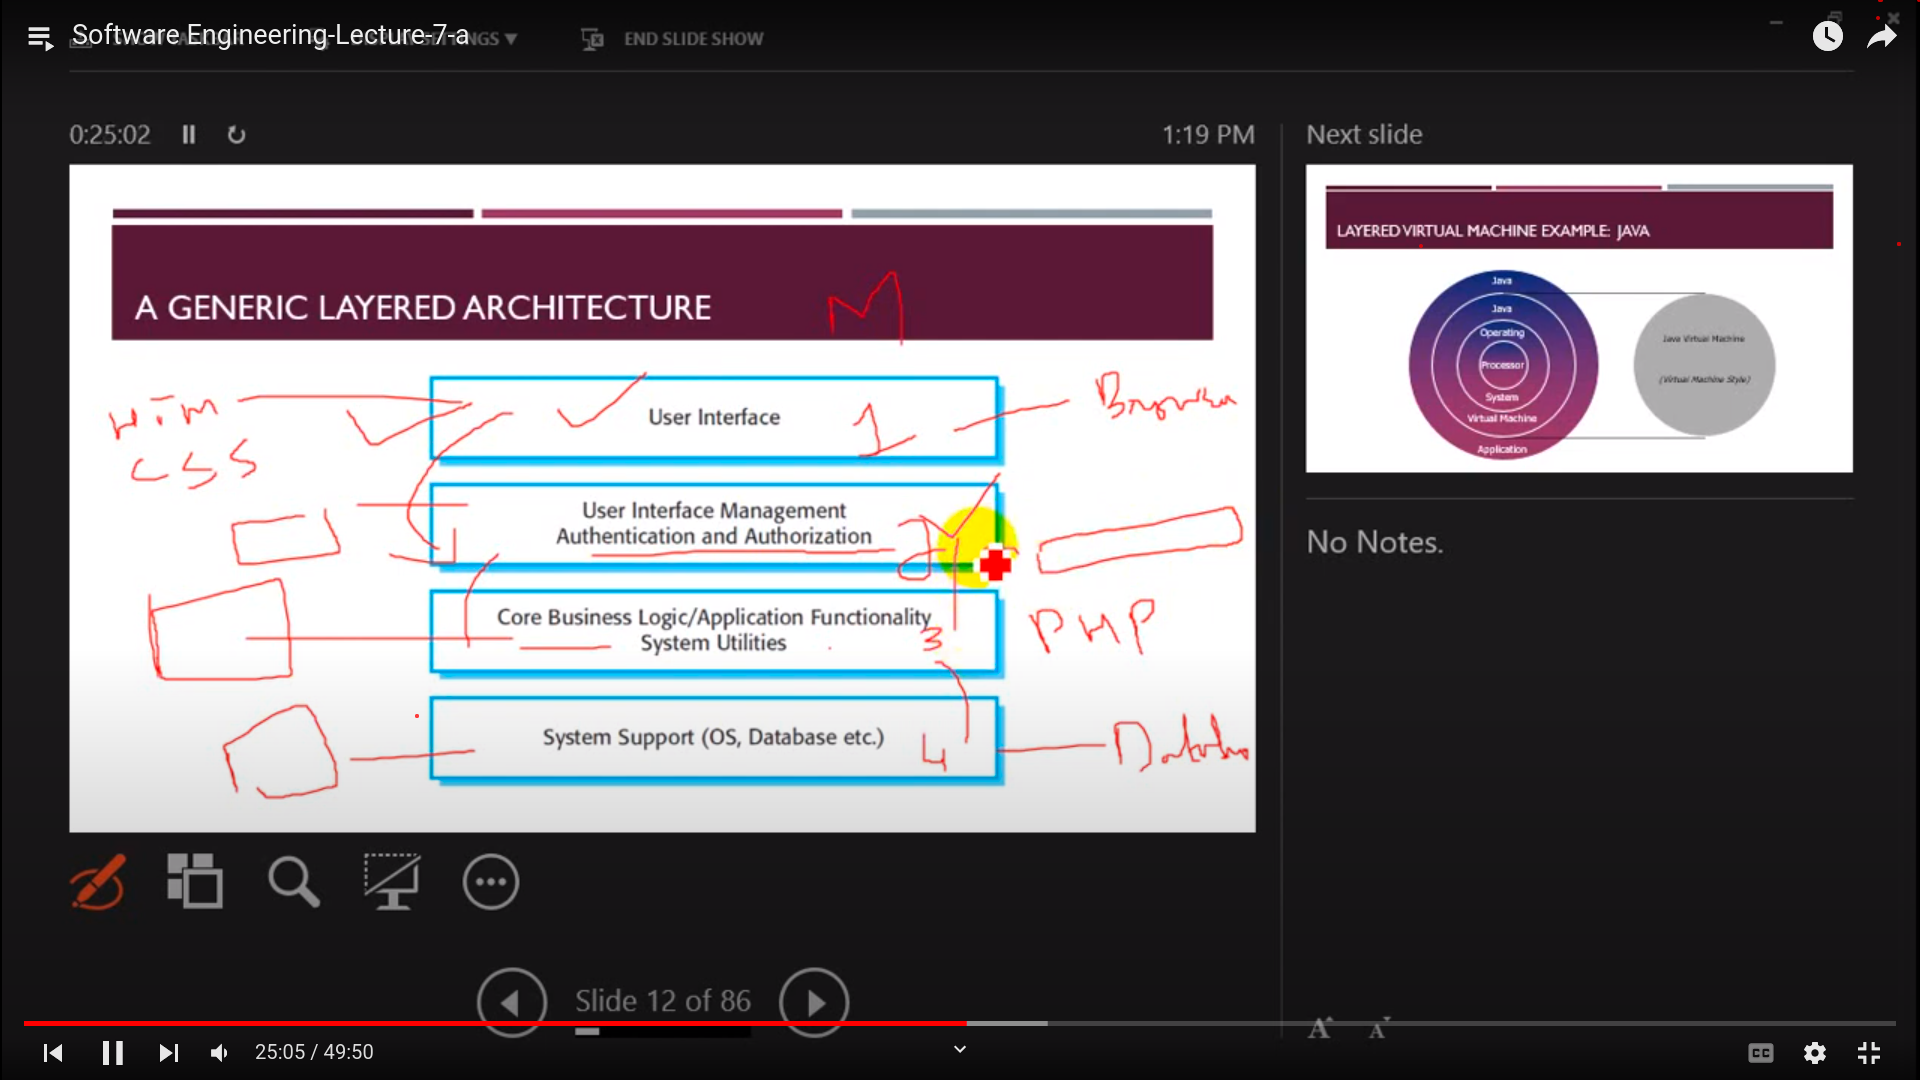 Software Engineering-Lecture-7-a
END SLIDE SHOW
0:25:02
1:19 PM
Next slide
A GENERIC LAYERED ARCHITECTURE
M
User Interface
1
CSS
User Interface Management
Authentication and Authorization
2
Core Business Logic/Application Functionality
System Utilities
3
PHP
System Support (OS, Database etc.)
4
LAYERED VIRTUAL MACHINE EXAMPLE: JAVA
Java
Java
Operating
Processor
System
Virtual Machine
Application
Java Virtual Machine
(Virtual Machine Style)
No Notes.
Slide 12 of 86
A A
25:05 / 49:50
CC